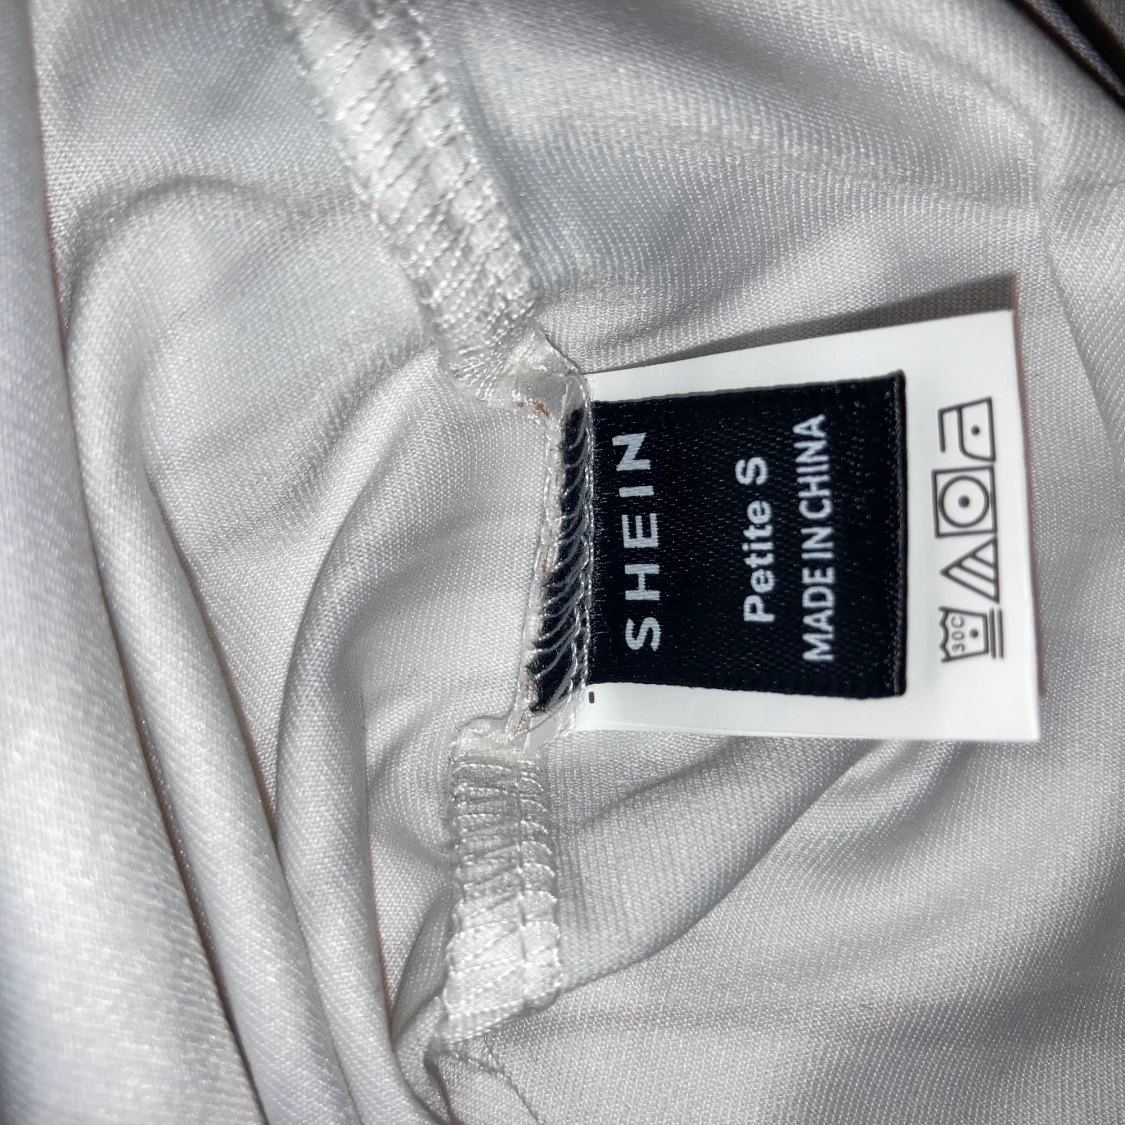 SHEIN
Petite S
MADE IN CHINA
30C